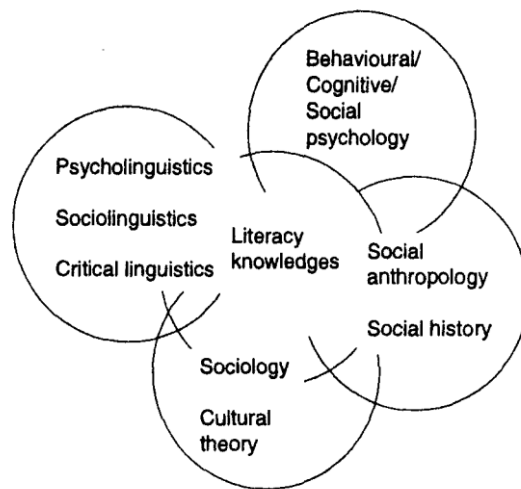 Behavioural/
Cognitive/
Social
psychology
Psycholinguistics
Sociolinguistics
Critical linguistics
Literacy
knowledges
Social
anthropology
Social history
Sociology
Cultural
theory